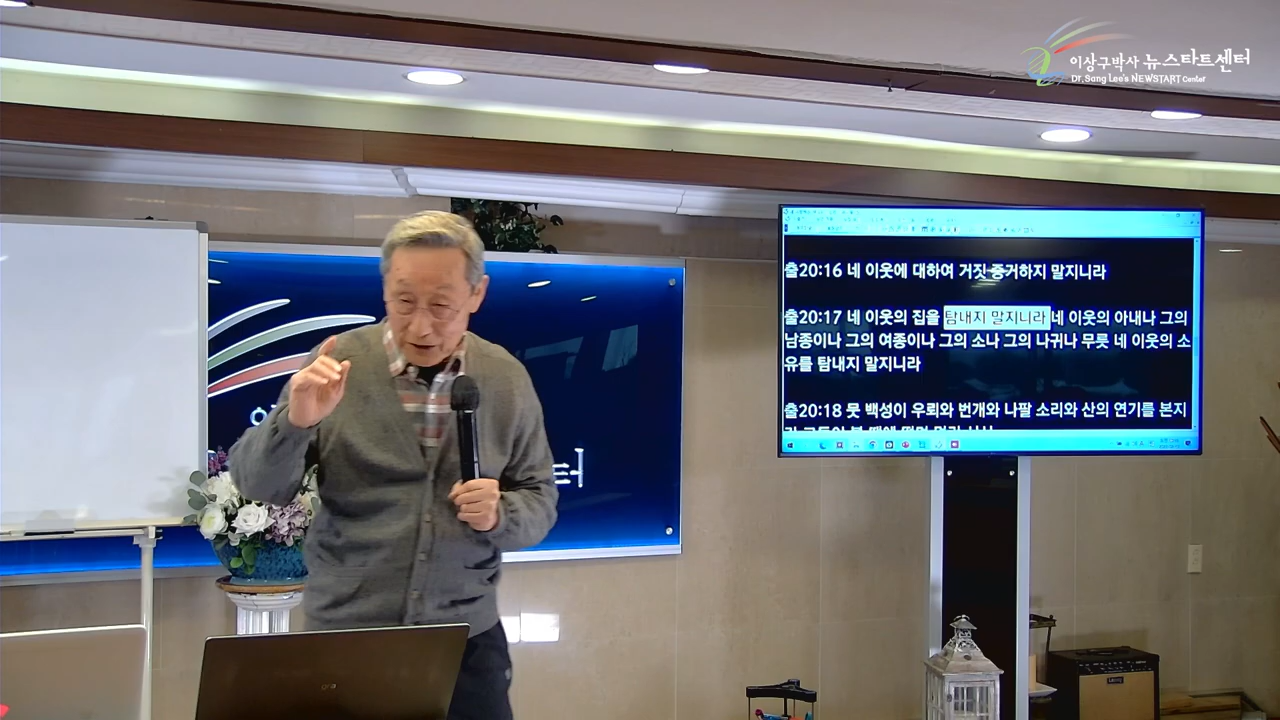 이상구박사 뉴스타트센터
Dr. Sang Lee's NEWSTART Center
출20:16 네 이웃에 대하여 거짓 증거하지 말지니라
출20:17 네 이웃의 집을 탐내지 말지니라 네 이웃의 아내나 그의
남종이나 그의 여종이나 그의 소나 그의 나귀나 무릇 네 이웃의 소
유를 탐내지 말지니라
출20:18 뭇 백성이 우뢰와 번개와 나팔 소리와 산의 연기를 본지
터
gram